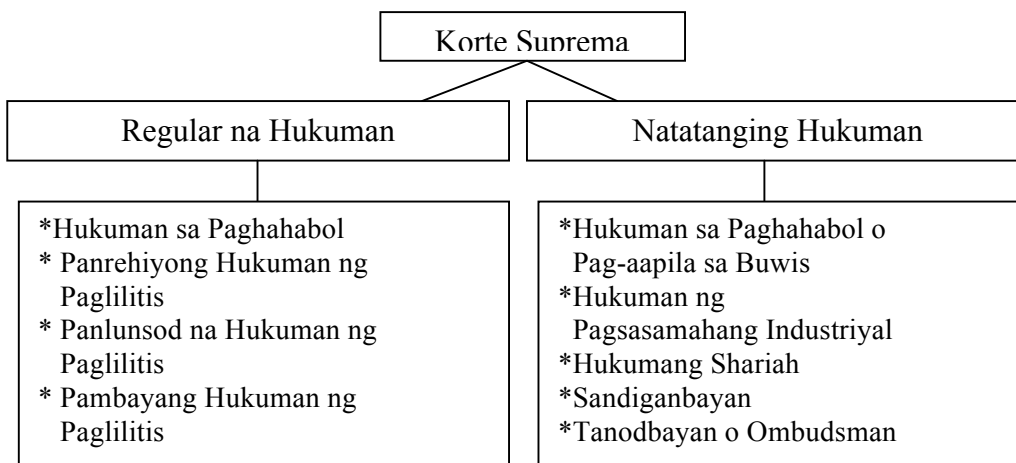 Korte Suprema
Regular na Hukuman
Natatanging Hukuman
*Hukuman sa Paghahabol
* Panrehiyong Hukuman ng
Paglilitis
* Panlunsod na Hukuman ng
Paglilitis
* Pambayang Hukuman ng
Paglilitis
*Hukuman sa Paghahabol o
Pag-aapila sa Buwis
*Hukuman ng
Pagsasamahang Industriyal
*Hukumang Shariah
*Sandiganbayan
*Tanodbayan o Ombudsman